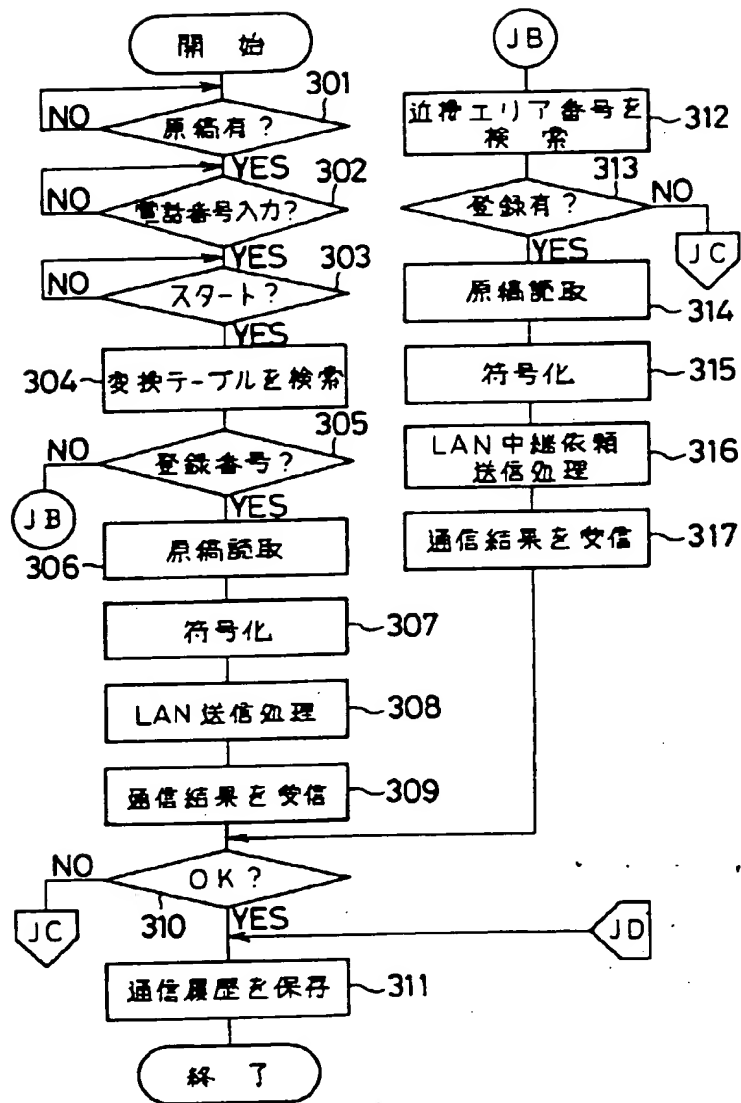 開始
301
原稿有?
NO
YES
302
電話番号入力?
NO
YES
303
スタート?
NO
YES
304
変換テーブルを検索
305
登録番号?
NO
JB
YES
306
原稿読取
符号化
307
LAN送信処理
308
通信結果を受信
309
OK?
NO
JC
310
YES
JD
通信履歴を保存
311
終了
JB
近接エリア番号を
検索
312
313
登録有?
NO
JC
YES
原稿読取
314
符号化
315
LAN中継依頼
送信処理
316
通信結果を受信
317